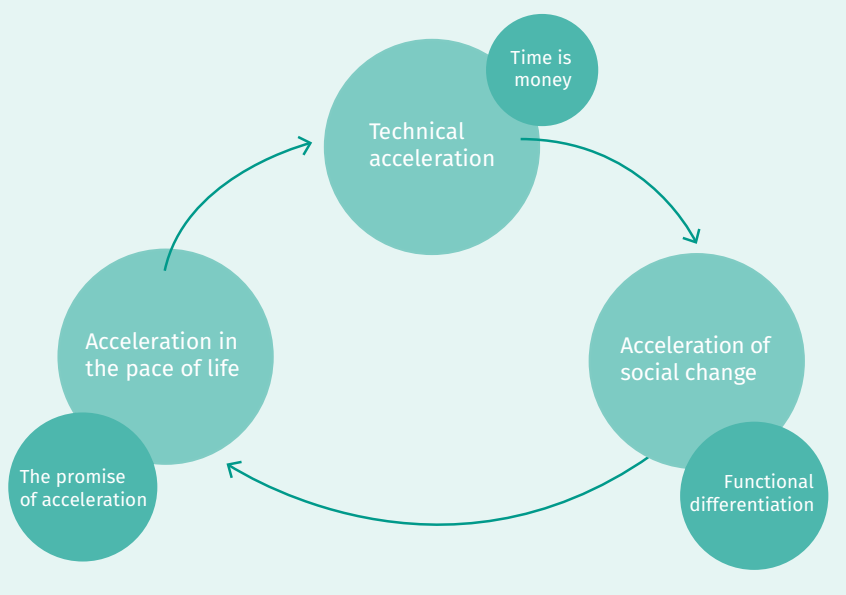 Time is
money
Technical
acceleration
Acceleration in
the pace of life
Acceleration of
social change
The promise
of acceleration
Functional
differentiation